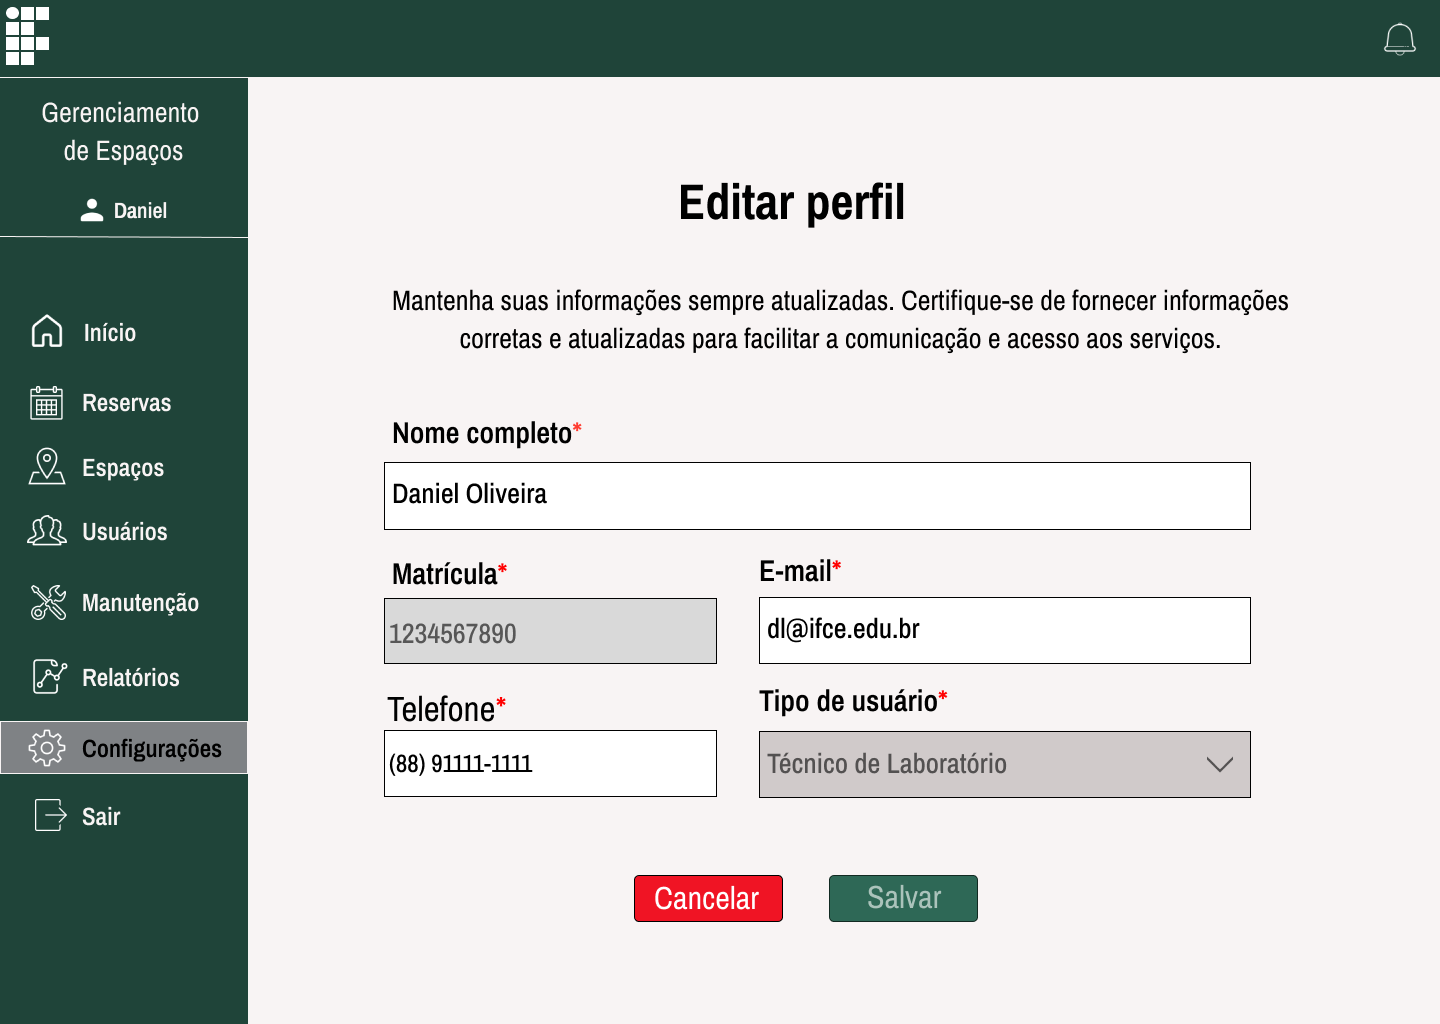 Gerenciamento
de Espaços
Daniel
Início
Reservas
Espaços
Usuários
Manutenção
Relatórios
Configurações
Sair
Editar perfil
Mantenha suas informações sempre atualizadas. Certifique-se de fornecer informações
corretas e atualizadas para facilitar a comunicação e acesso aos serviços.
Nome completo*
Daniel Oliveira
Matrícula*
1234567890
E-mail*
dl@ifce.edu.br
Telefone*
(88) 91111-1111
Tipo de usuário*
Técnico de Laboratório
Cancelar
Salvar